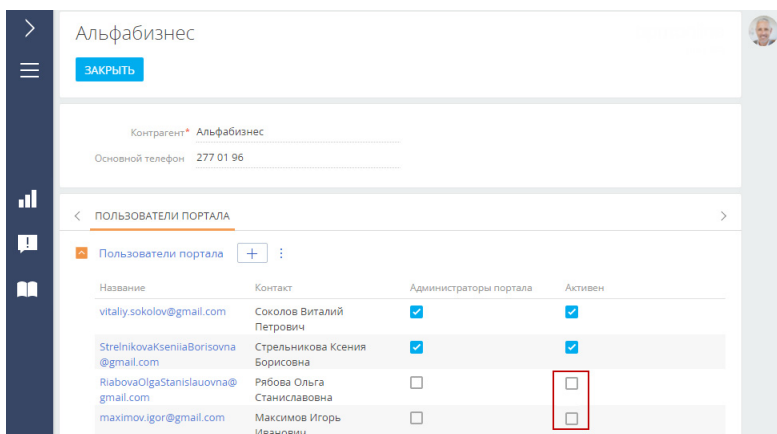 Альфабизнес
ЗАКРЫТЬ
Контрагент* Альфабизнес
Основной телефон 277 01 96
ПОЛЬЗОВАТЕЛИ ПОРТАЛА
Пользователи портала
Название Контакт Администраторы портала Активен
vitaliy.sokolov@gmail.com Соколов Виталий
Петрович
StrelnikovaKseniiaBorisovna Стрельникова Ксения
@gmail.com Борисовна
RiabovaOlgaStanislauovna@ Рябова Ольга
gmail.com Станиславовна
maximov.igor@gmail.com Максимов Игорь
Иванович